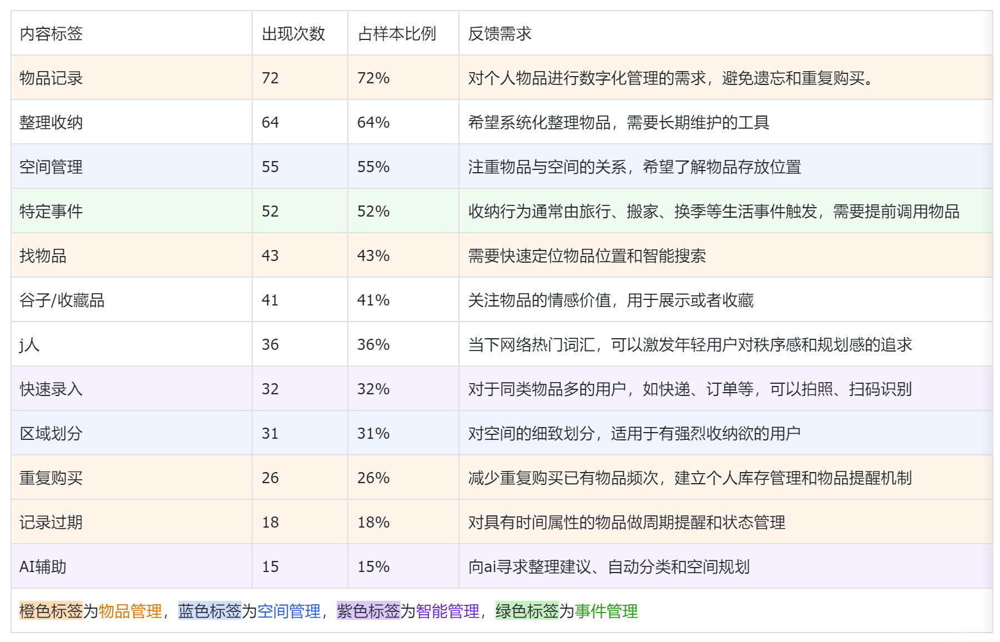 内容标签 出现次数 占样本比例 反馈需求
物品记录 72 72% 对个人物品进行数字化管理的需求，避免遗忘和重复购买。
整理收纳 64 64% 希望系统化整理物品，需要长期维护的工具
空间管理 55 55% 注重物品与空间的关系，希望了解物品存放位置
特定事件 52 52% 收纳行为通常由旅行、搬家、换季等生活事件触发，需要提前调用物品
找物品 43 43% 需要快速定位物品位置和智能搜索
谷子/收藏品 41 41% 关注物品的情感价值，用于展示或者收藏
j人 36 36% 当下网络热门词汇，可以激发年轻用户对秩序感和规划感的追求
快速录入 32 32% 对于同类物品多的用户，如快递、订单等，可以拍照、扫码识别
区域划分 31 31% 对空间的细致划分，适用于有强烈收纳欲的用户
重复购买 26 26% 减少重复购买已有物品频次，建立个人库存管理和物品提醒机制
记录过期 18 18% 对具有时间属性的物品做周期提醒和状态管理
AI辅助 15 15% 向ai寻求整理建议、自动分类和空间规划
橙色标签为物品管理，蓝色标签为空间管理，紫色标签为智能管理，绿色标签为事件管理